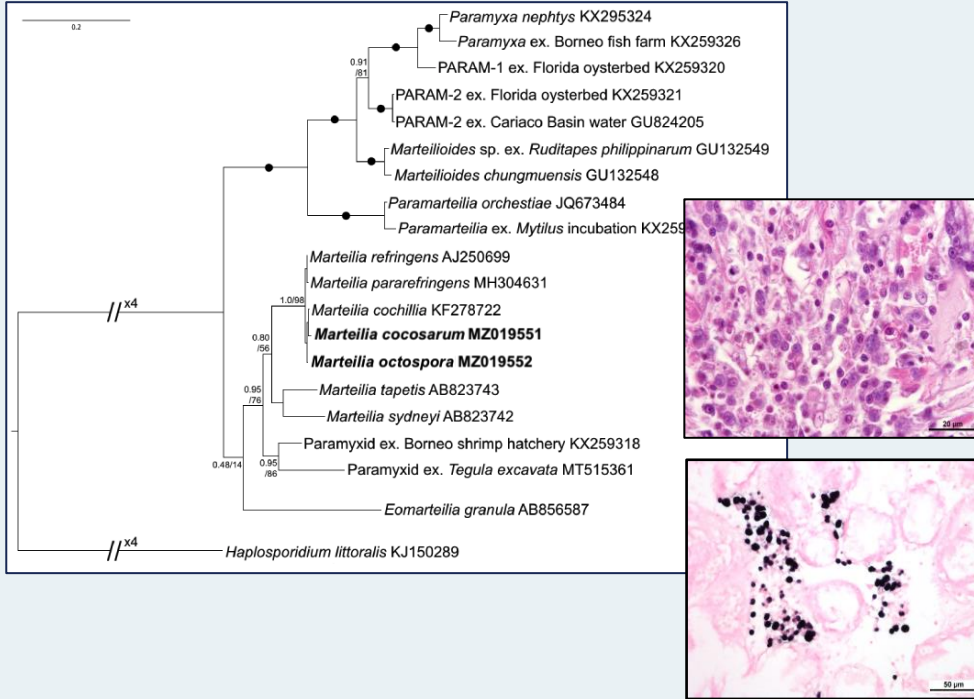 0.2
Paramyxa nephtys KX295324
Paramyxa ex. Borneo fish farm KX259326
PARAM-1 ex. Florida oysterbed KX259320
0.91
/81
PARAM-2 ex. Florida oysterbed KX259321
PARAM-2 ex. Cariaco Basin water GU824205
Marteilioides sp. ex. Ruditapes philippinarum GU132549
Marteilioides chungmuensis GU132548
Paramarteilia orchestiae JQ673484
Paramarteilia ex. Mytilus incubation KX259
Marteilia refringens AJ250699
Marteilia pararefringens MH304631
1.0/98
x4
Marteilia cochillia KF278722
Marteilia cocosarum MZ019551
0.80
/56
Marteilia octospora MZ019552
Marteilia tapetis AB823743
0.95
/76
Marteilia sydneyi AB823742
Paramyxid ex. Borneo shrimp hatchery KX259318
0.48/14
0.95
/86
Paramyxid ex. Tegula excavata MT515361
Eomarteilia granula AB856587
x4
Haplosporidium littoralis KJ150289
20 µm
50 µm